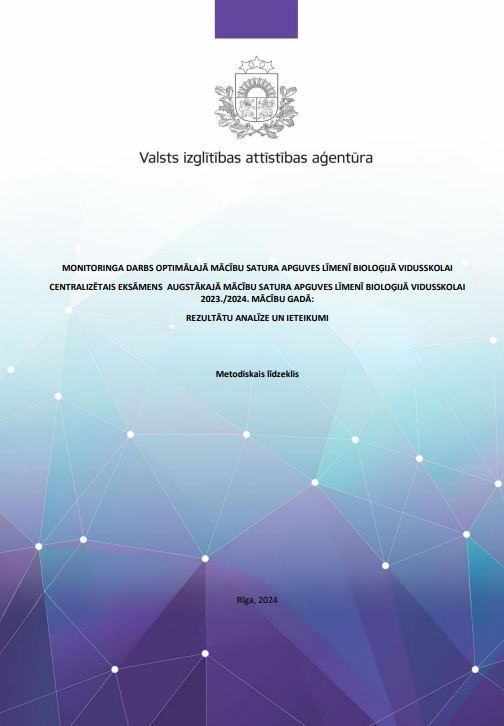 Valsts izglītības attīstības aģentūra
MONITORINGA DARBS OPTIMĀLAJĀ MĀCĪBU SATURA APGUVES LĪMENĪ BIOLOĢIJĀ VIDUSSKOLAI
CENTRALIZĒTAIS EKSĀMENS AUGSTĀKAJĀ MĀCĪBU SATURA APGUVES LĪMENĪ BIOLOĢIJĀ VIDUSSKOLAI
2023./2024. MĀCĪBU GADĀ:
REZULTĀTU ANALĪZE UN IETEIKUMI
Metodiskais līdzeklis
Rīga, 2024